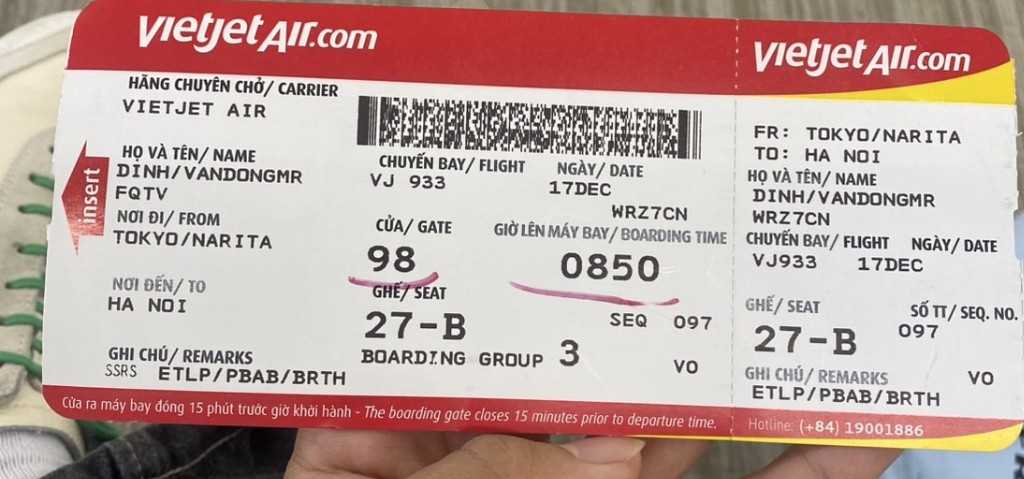 vietjetAir.com
HÃNG CHUYÊN CHỞ/ CARRIER
VIETJET AIR
HỌ VÀ TÊN/ NAME
DINH/VANDONGMR
FQTV
NƠI ĐI/ FROM
TOKYO/NARITA
NƠI ĐẾN/ TO
HA NOI
GHI CHÚ/ REMARKS
SSRS ETLP/PBAB/BRTH
insert
CHUYẾN BAY/ FLIGHT NGÀY/ DATE
VJ 933 17DEC
WRZ7CN
CỬA/ GATE GIỜ LÊN MÁY BAY/ BOARDING TIME
98 0850
GHẾ/ SEAT
27-B SEQ 097
BOARDING GROUP 3 VO
Cửa ra máy bay đóng 15 phút trước giờ khởi hành - The boarding gate closes 15 minutes prior to departure time.
vietjetAir.com
FR: TOKYO/NARITA
TO: HA NOI
HỌ VÀ TÊN/ NAME
DINH/VANDONGMR
WRZ7CN
CHUYẾN BAY/ FLIGHT NGÀY/ DATE
VJ933 17DEC
GHẾ/ SEAT SỐ TT/ SEQ. NO.
27-B 097
GHI CHÚ/ REMARKS VO
ETLP/PBAB/BRTH
Hotline: (+84) 19001886